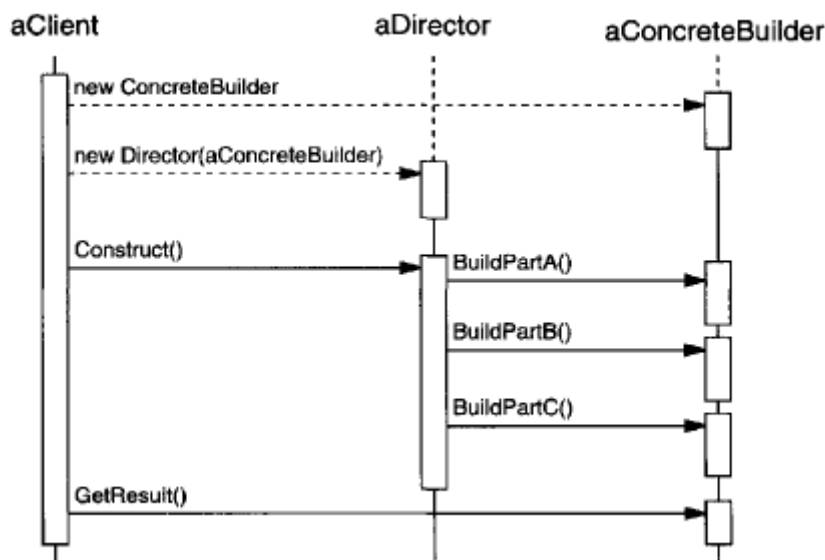 aClient
aDirector
aConcreteBuilder
new ConcreteBuilder
new Director(aConcreteBuilder)
Construct()
BuildPartA()
BuildPartB()
BuildPartC()
GetResult()